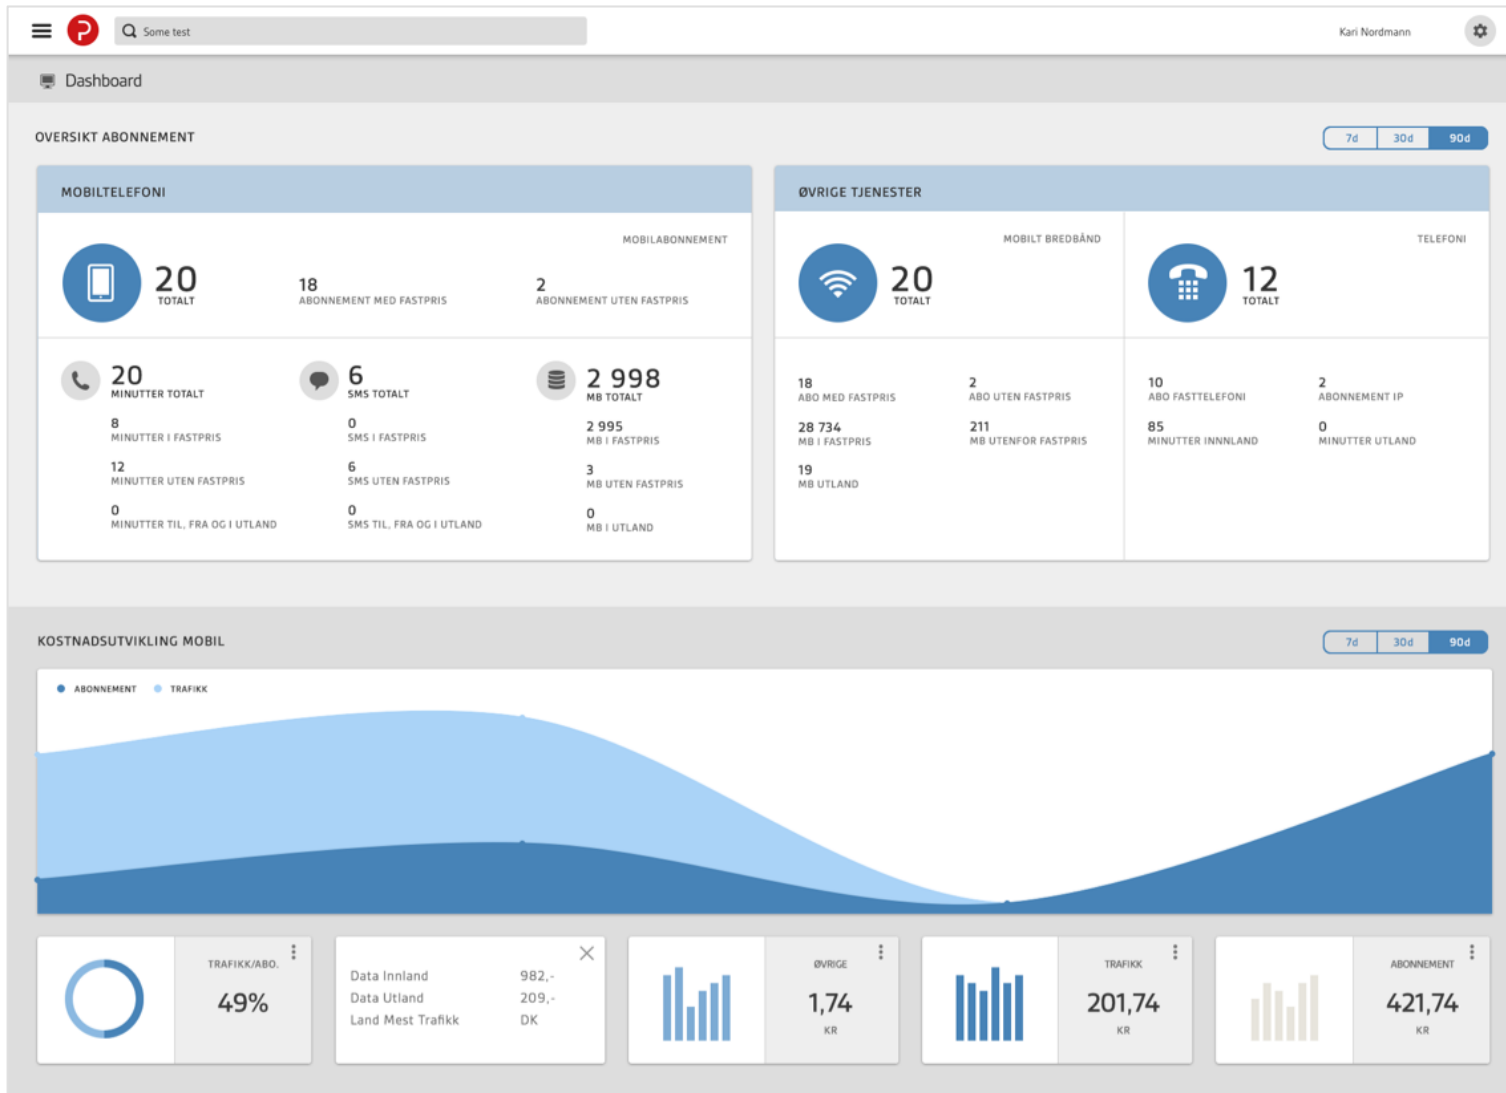 Some test
Kari Nordmann
Dashboard
OVERSIKT ABONNEMENT
7d 30d 90d
MOBILTELEFONI
MOBILABONNEMENT
20
TOTALT
18
ABONNEMENT MED FASTPRIS
2
ABONNEMENT UTEN FASTPRIS
20
MINUTTER TOTALT
8
MINUTTER I FASTPRIS
12
MINUTTER UTEN FASTPRIS
0
MINUTTER TIL, FRA OG I UTLAND
6
SMS TOTALT
0
SMS I FASTPRIS
6
SMS UTEN FASTPRIS
0
SMS TIL, FRA OG I UTLAND
2 998
MB TOTALT
2 995
MB I FASTPRIS
3
MB UTEN FASTPRIS
0
MB I UTLAND
ØVRIGE TJENESTER
MOBILT BREDBÅND
20
TOTALT
18
ABO MED FASTPRIS
2
ABO UTEN FASTPRIS
28 734
MB I FASTPRIS
211
MB UTENFOR FASTPRIS
19
MB UTLAND
TELEFONI
12
TOTALT
10
ABO FASTTELEFONI
2
ABONNEMENT IP
85
MINUTTER INNNLAND
0
MINUTTER UTLAND
KOSTNADSUTVIKLING MOBIL
7d 30d 90d
ABONNEMENT TRAFIKK
TRAFIKK/ABO.
49%
Data Innland 982,-
Data Utland 209,-
Land Mest Trafikk DK
ØVRIGE
1,74
KR
TRAFIKK
201,74
KR
ABONNEMENT
421,74
KR